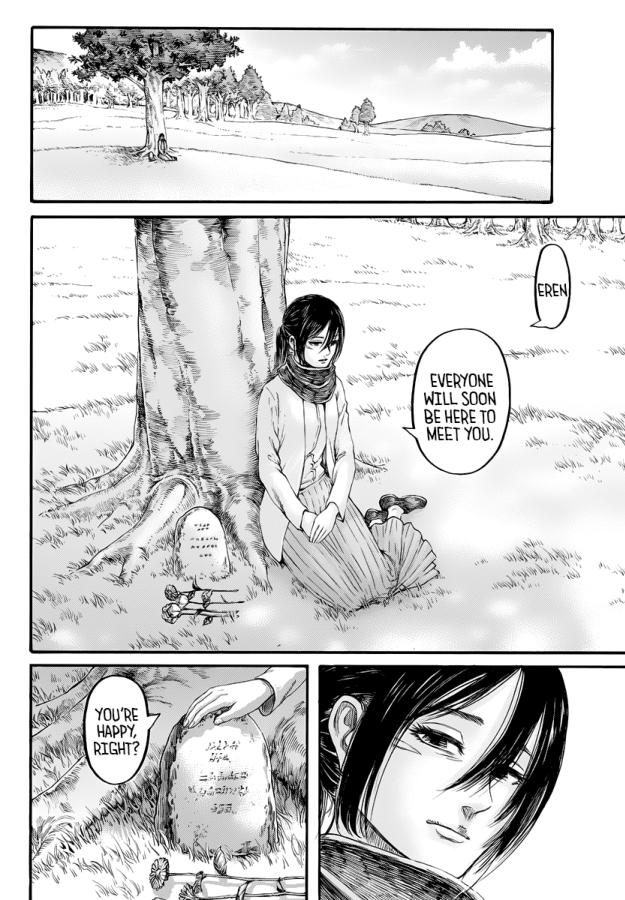 EREN
EVERYONE
WILL SOON
BE HERE TO
MEET YOU.
YOU'RE
HAPPY,
RIGHT?